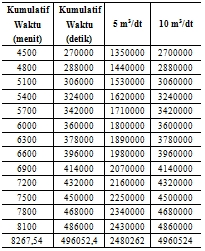 Kumulatif Waktu (menit) | Kumulatif Waktu (detik) | 5 m³/dt | 10 m³/dt
4500 | 270000 | 1350000 | 2700000
4800 | 288000 | 1440000 | 2880000
5100 | 306000 | 1530000 | 3060000
5400 | 324000 | 1620000 | 3240000
5700 | 342000 | 1710000 | 3420000
6000 | 360000 | 1800000 | 3600000
6300 | 378000 | 1890000 | 3780000
6600 | 396000 | 1980000 | 3960000
6900 | 414000 | 2070000 | 4140000
7200 | 432000 | 2160000 | 4320000
7500 | 450000 | 2250000 | 4500000
7800 | 468000 | 2340000 | 4680000
8100 | 486000 | 2430000 | 4860000
8267,54 | 496052,4 | 2480262 | 4960524